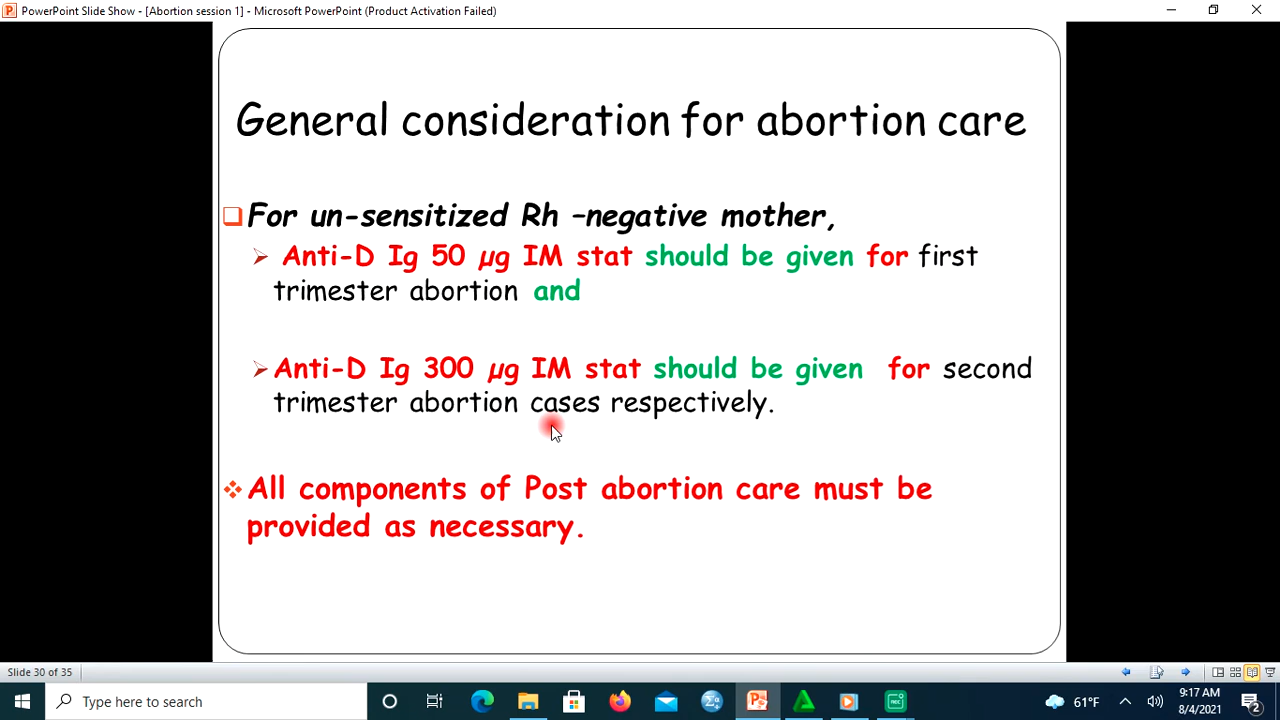 PowerPoint Slide Show - [Abortion session 1] - Microsoft PowerPoint (Product Activation Failed)
General consideration for abortion care
For un-sensitized Rh –negative mother,
Anti-D Ig 50 µg IM stat should be given for first
trimester abortion and
Anti-D Ig 300 µg IM stat should be given for second
trimester abortion cases respectively.
All components of Post abortion care must be
provided as necessary.
Slide 30 of 35
Type here to search
61°F
9:17 AM
8/4/2021
2